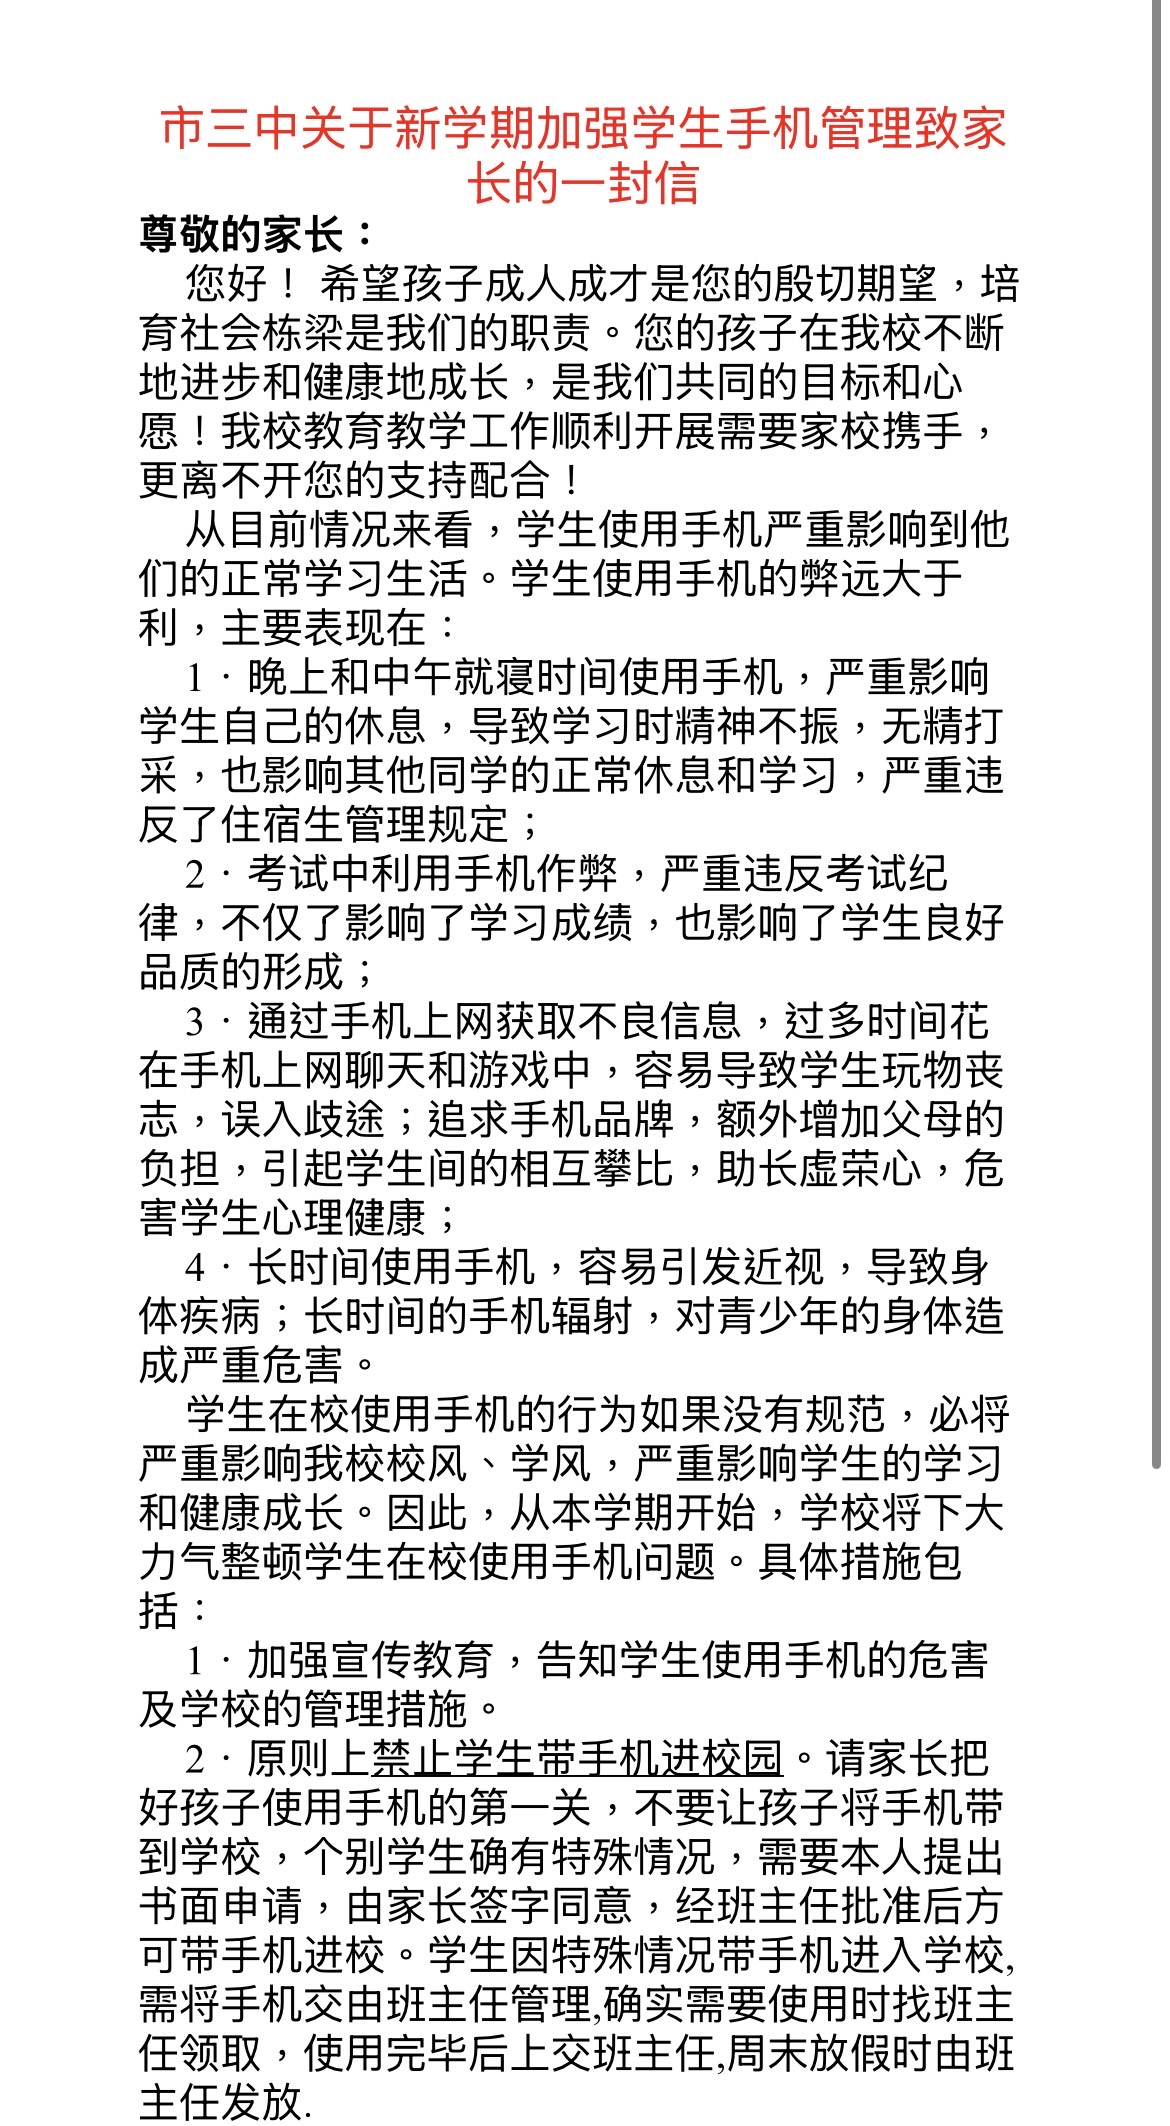 市三中关于新学期加强学生手机管理致家
长的一封信
尊敬的家长：
您好！ 希望孩子成人成才是您的殷切期望，培
育社会栋梁是我们的职责。您的孩子在我校不断
地进步和健康地成长，是我们共同的目标和心
愿！我校教育教学工作顺利开展需要家校携手，
更离不开您的支持配合！
从目前情况来看，学生使用手机严重影响到他
们的正常学习生活。学生使用手机的弊远大于
利，主要表现在：
1 · 晚上和中午就寝时间使用手机，严重影响
学生自己的休息，导致学习时精神不振，无精打
采，也影响其他同学的正常休息和学习，严重违
反了住宿生管理规定；
2 · 考试中利用手机作弊，严重违反考试纪
律，不仅了影响了学习成绩，也影响了学生良好
品质的形成；
3 · 通过手机上网获取不良信息，过多时间花
在手机上网聊天和游戏中，容易导致学生玩物丧
志，误入歧途；追求手机品牌，额外增加父母的
负担，引起学生间的相互攀比，助长虚荣心，危
害学生心理健康；
4 · 长时间使用手机，容易引发近视，导致身
体疾病；长时间的手机辐射，对青少年的身体造
成严重危害。
学生在校使用手机的行为如果没有规范，必将
严重影响我校校风、学风，严重影响学生的学习
和健康成长。因此，从本学期开始，学校将下大
力气整顿学生在校使用手机问题。具体措施包
括：
1 · 加强宣传教育，告知学生使用手机的危害
及学校的管理措施。
2 · 原则上禁止学生带手机进校园。请家长把
好孩子使用手机的第一关，不要让孩子将手机带
到学校，个别学生确有特殊情况，需要本人提出
书面申请，由家长签字同意，经班主任批准后方
可带手机进校。学生因特殊情况带手机进入学校,
需将手机交由班主任管理,确实需要使用时找班主
任领取，使用完毕后上交班主任,周末放假时由班
主任发放.